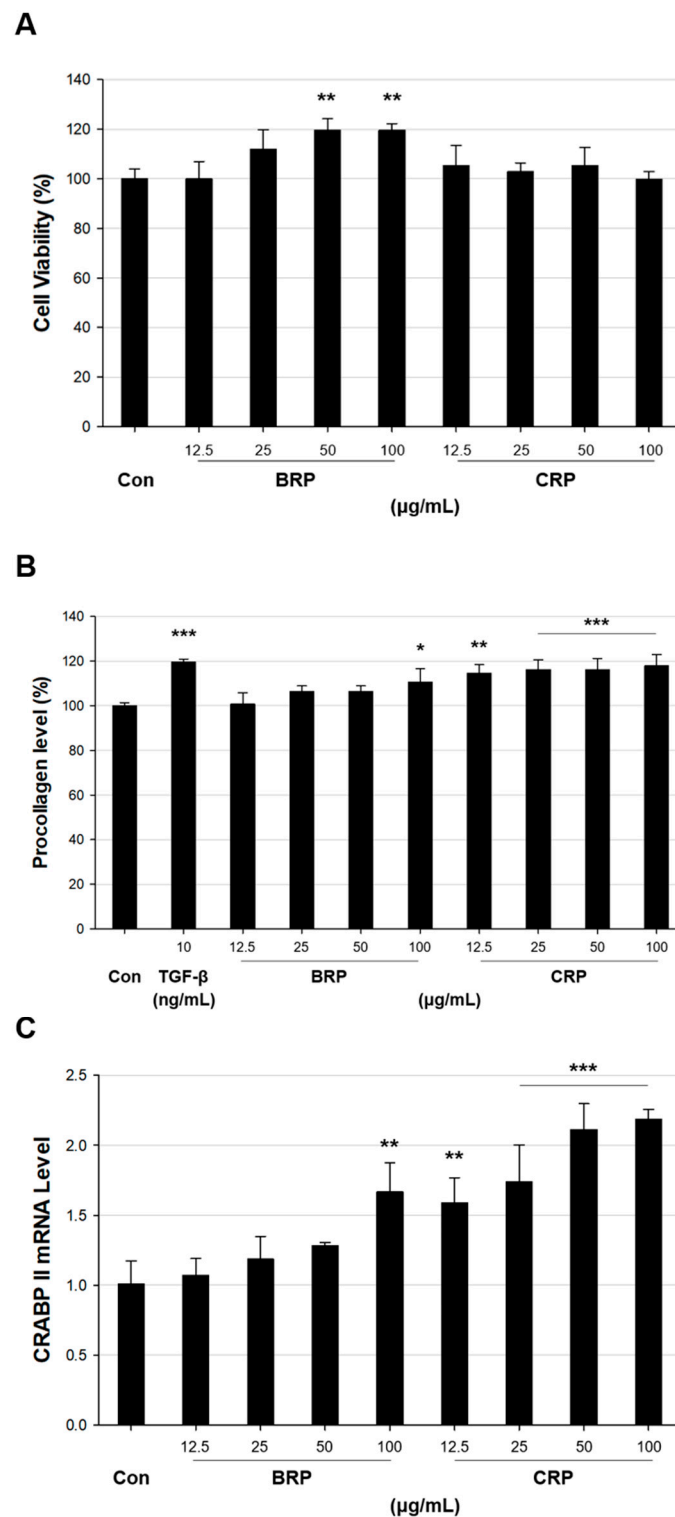 A
140
** **
120
100
80
60
40
20
0
Cell Viability (%)
12.5 25 50 100 12.5 25 50 100
Con BRP CRP
(µg/mL)
B
140
*** * ** ***
120
100
80
60
40
20
0
Procollagen level (%)
10 12.5 25 50 100 12.5 25 50 100
Con TGF-β BRP CRP
(ng/mL) (µg/mL)
C
2.5
***
** **
2.0
1.5
1.0
0.5
0.0
CRABP II mRNA Level
12.5 25 50 100 12.5 25 50 100
Con BRP CRP
(µg/mL)